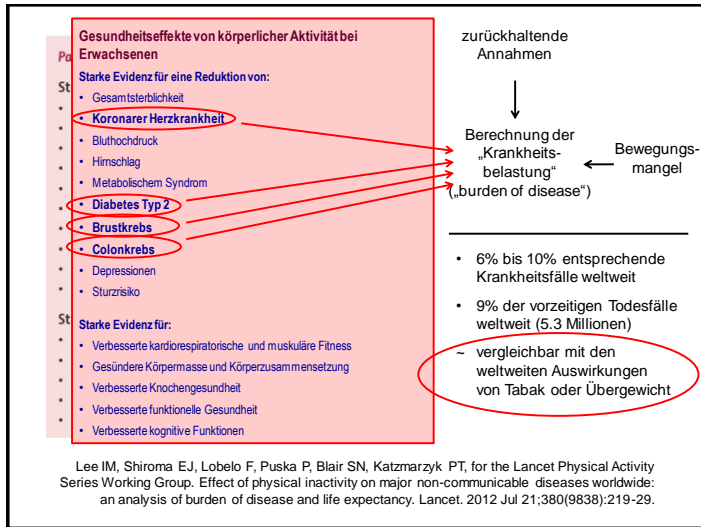 Gesundheitseffekte von körperlicher Aktivität bei
Erwachsenen
Pa
St
Starke Evidenz für eine Reduktion von:
• Gesamtsterblichkeit
• Koronarer Herzkrankheit
• Bluthochdruck
• Hirnschlag
• Metabolischem Syndrom
• Diabetes Typ 2
• Brustkrebs
• Colonkrebs
• Depressionen
• Sturzrisiko
St
Starke Evidenz für:
• Verbesserte kardiorespiratorische und muskuläre Fitness
• Gesündere Körpermasse und Körperzusammensetzung
• Verbesserte Knochengesundheit
• Verbesserte funktionelle Gesundheit
• Verbesserte kognitive Funktionen
zurückhaltende
Annahmen
Berechnung der
„Krankheits-
belastung“
(„burden of disease“)
Bewegungs-
mangel
• 6% bis 10% entsprechende
Krankheitsfälle weltweit
• 9% der vorzeitigen Todesfälle
weltweit (5.3 Millionen)
~ vergleichbar mit den
weltweiten Auswirkungen
von Tabak oder Übergewicht
Lee IM, Shiroma EJ, Lobelo F, Puska P, Blair SN, Katzmarzyk PT, for the Lancet Physical Activity
Series Working Group. Effect of physical inactivity on major non-communicable diseases worldwide:
an analysis of burden of disease and life expectancy. Lancet. 2012 Jul 21;380(9838):219-29.